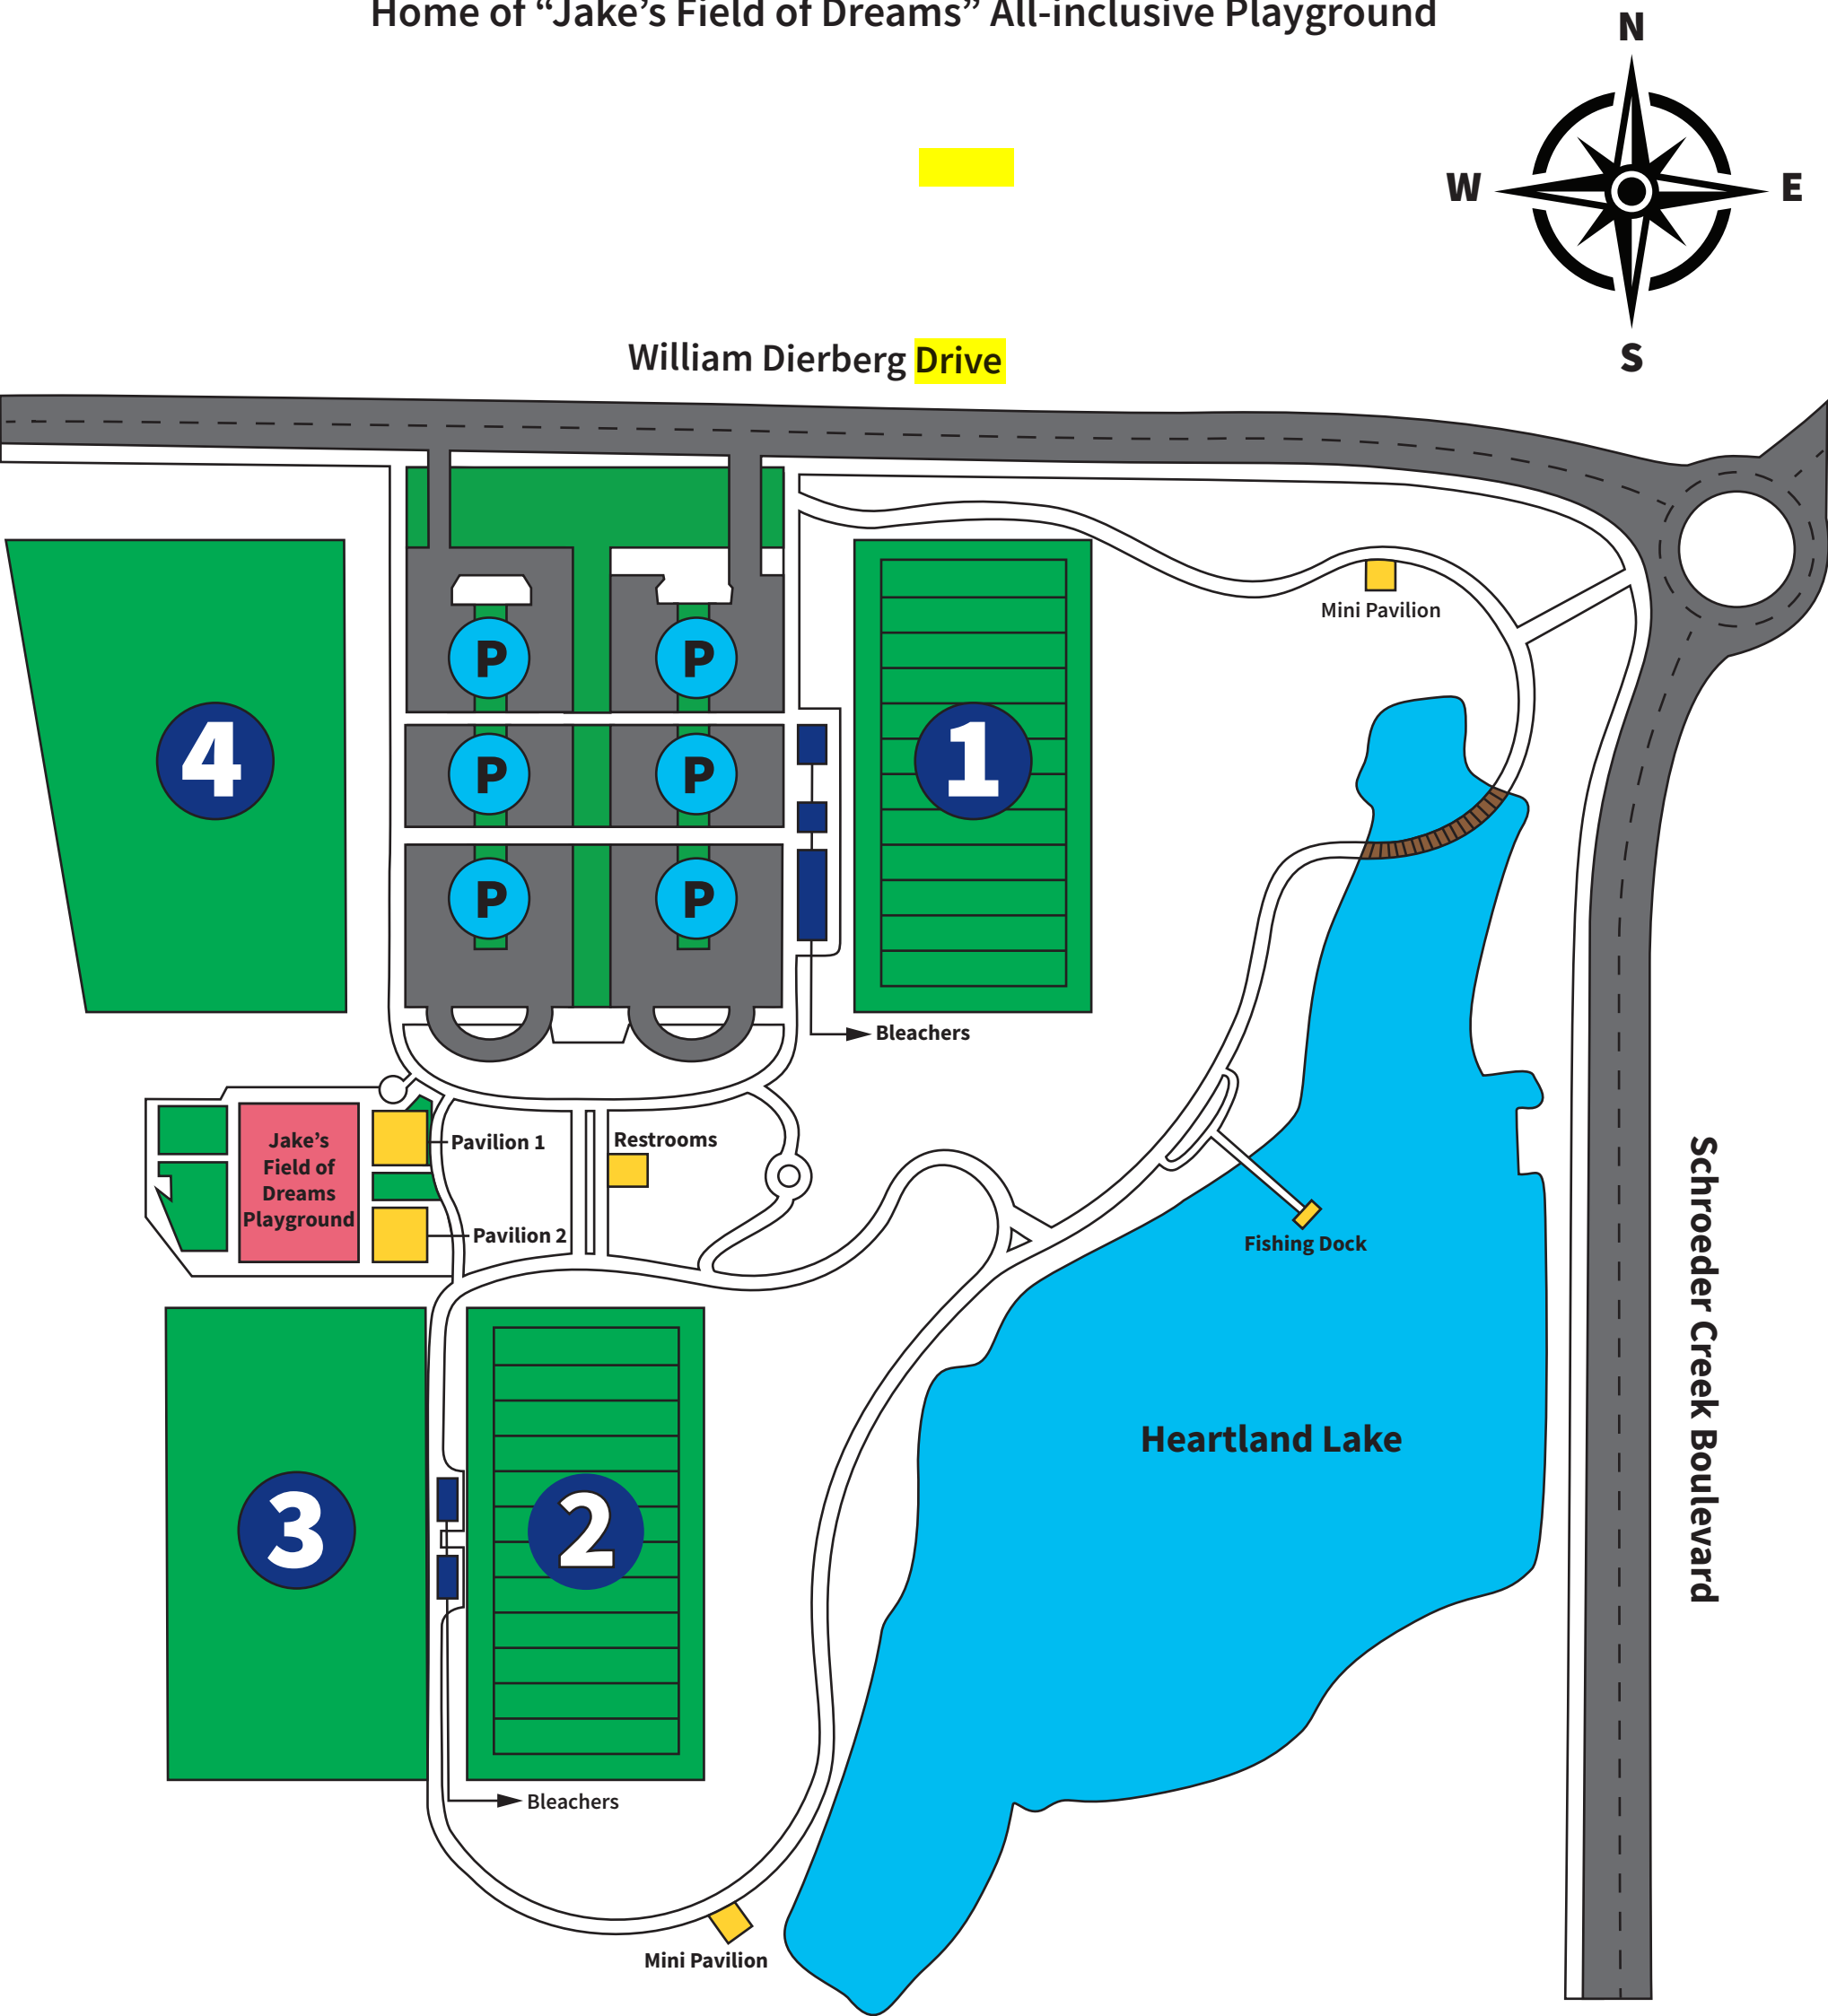 Home of “Jake’s Field of Dreams” All-inclusive Playground
N
W
E
S
William Dierberg Drive
Mini Pavilion
P
P
4
1
P
P
P
P
Bleachers
Jake’s
Field of
Dreams
Playground
Pavilion 1
Restrooms
Pavilion 2
Fishing Dock
Schroeder Creek Boulevard
Heartland Lake
3
2
Bleachers
Mini Pavilion